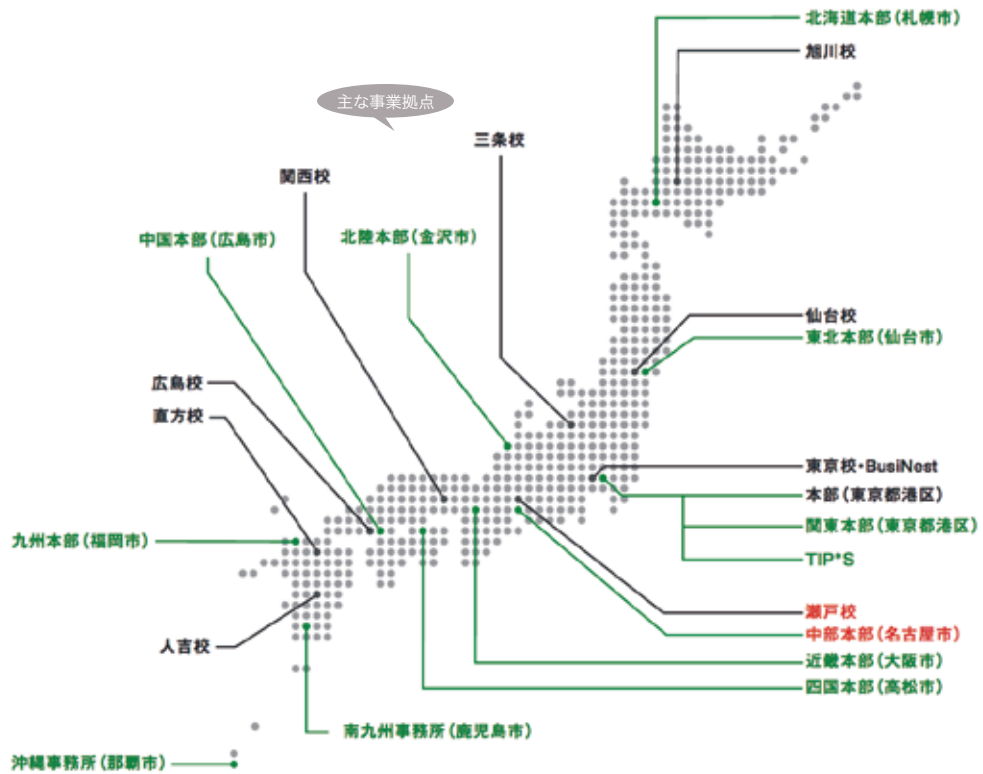 北海道本部(札幌市)
旭川校
主な事業拠点
三条校
関西校
中国本部(広島市)
北陸本部(金沢市)
仙台校
東北本部(仙台市)
広島校
直方校
東京校・BusiNest
本部(東京都港区)
関東本部(東京都港区)
TIP*S
九州本部(福岡市)
瀬戸校
中部本部(名古屋市)
人吉校
近畿本部(大阪市)
四国本部(高松市)
南九州事務所(鹿児島市)
沖縄事務所(那覇市)